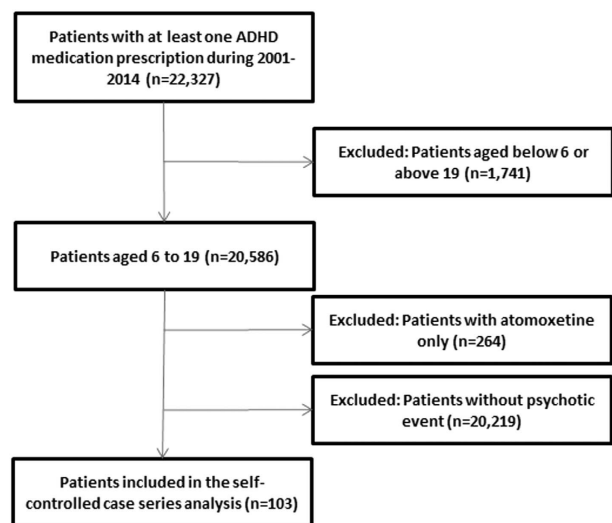 Patients with at least one ADHD
medication prescription during 2001-
2014 (n=22,327)
Excluded: Patients aged below 6 or
above 19 (n=1,741)
Patients aged 6 to 19 (n=20,586)
Excluded: Patients with atomoxetine
only (n=264)
Excluded: Patients without psychotic
event (n=20,219)
Patients included in the self-
controlled case series analysis (n=103)